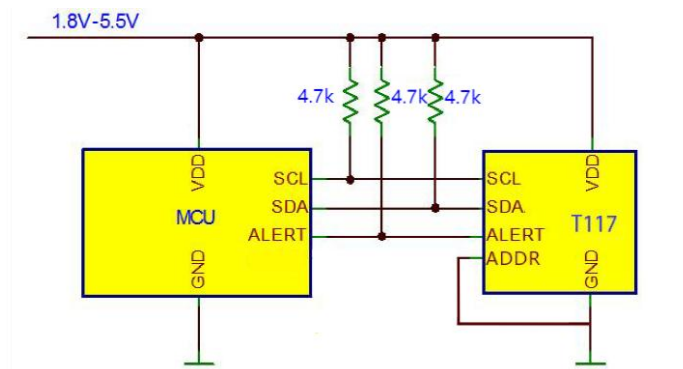 1.8V-5.5V
4.7k
4.7k
4.7k
VDD
SCL
SDA
ALERT
MCU
GND
VDD
SCL
SDA
ALERT
ADDR
T117
GND